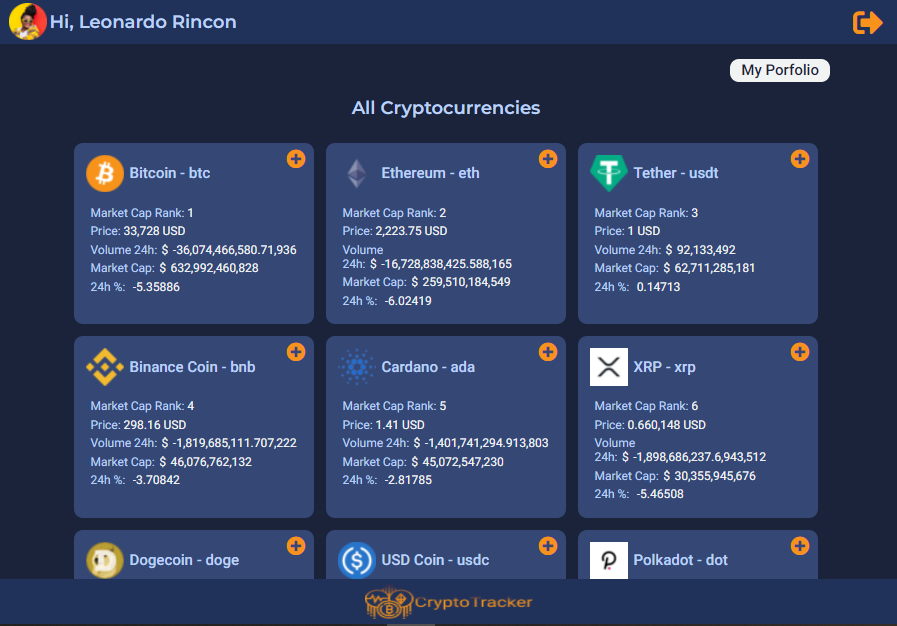 Hi, Leonardo Rincon
My Porfolio
All Cryptocurrencies
Bitcoin - btc
Market Cap Rank: 1
Price: 33,728 USD
Volume 24h: $ -36,074,466,580.71,936
Market Cap: $ 632,992,460,828
24h %: -5.35886
Ethereum - eth
Market Cap Rank: 2
Price: 2,223.75 USD
Volume
24h: $ -16,728,838,425.588,165
Market Cap: $ 259,510,184,549
24h %: -6.02419
Tether - usdt
Market Cap Rank: 3
Price: 1 USD
Volume 24h: $ 92,133,492
Market Cap: $ 62,711,285,181
24h %: 0.14713
Binance Coin - bnb
Market Cap Rank: 4
Price: 298.16 USD
Volume 24h: $ -1,819,685,111.707,222
Market Cap: $ 46,076,762,132
24h %: -3.70842
Cardano - ada
Market Cap Rank: 5
Price: 1.41 USD
Volume 24h: $ -1,401,741,294.913,803
Market Cap: $ 45,072,547,230
24h %: -2.81785
XRP - xrp
Market Cap Rank: 6
Price: 0.660,148 USD
Volume
24h: $ -1,898,686,237.6,943,512
Market Cap: $ 30,355,945,676
24h %: -5.46508
Dogecoin - doge
USD Coin - usdc
Polkadot - dot
CryptoTracker